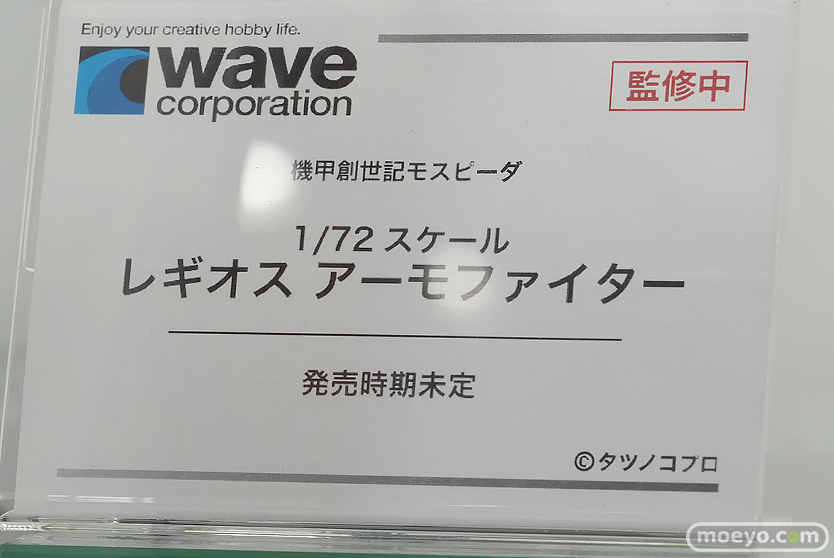 Enjoy your creative hobby life.
wave
corporation
監修中
機甲創世記モスピーダ
1/72 スケール
レギオス アーモファイター
発売時期未定
©タツノコプロ
moeyo.com